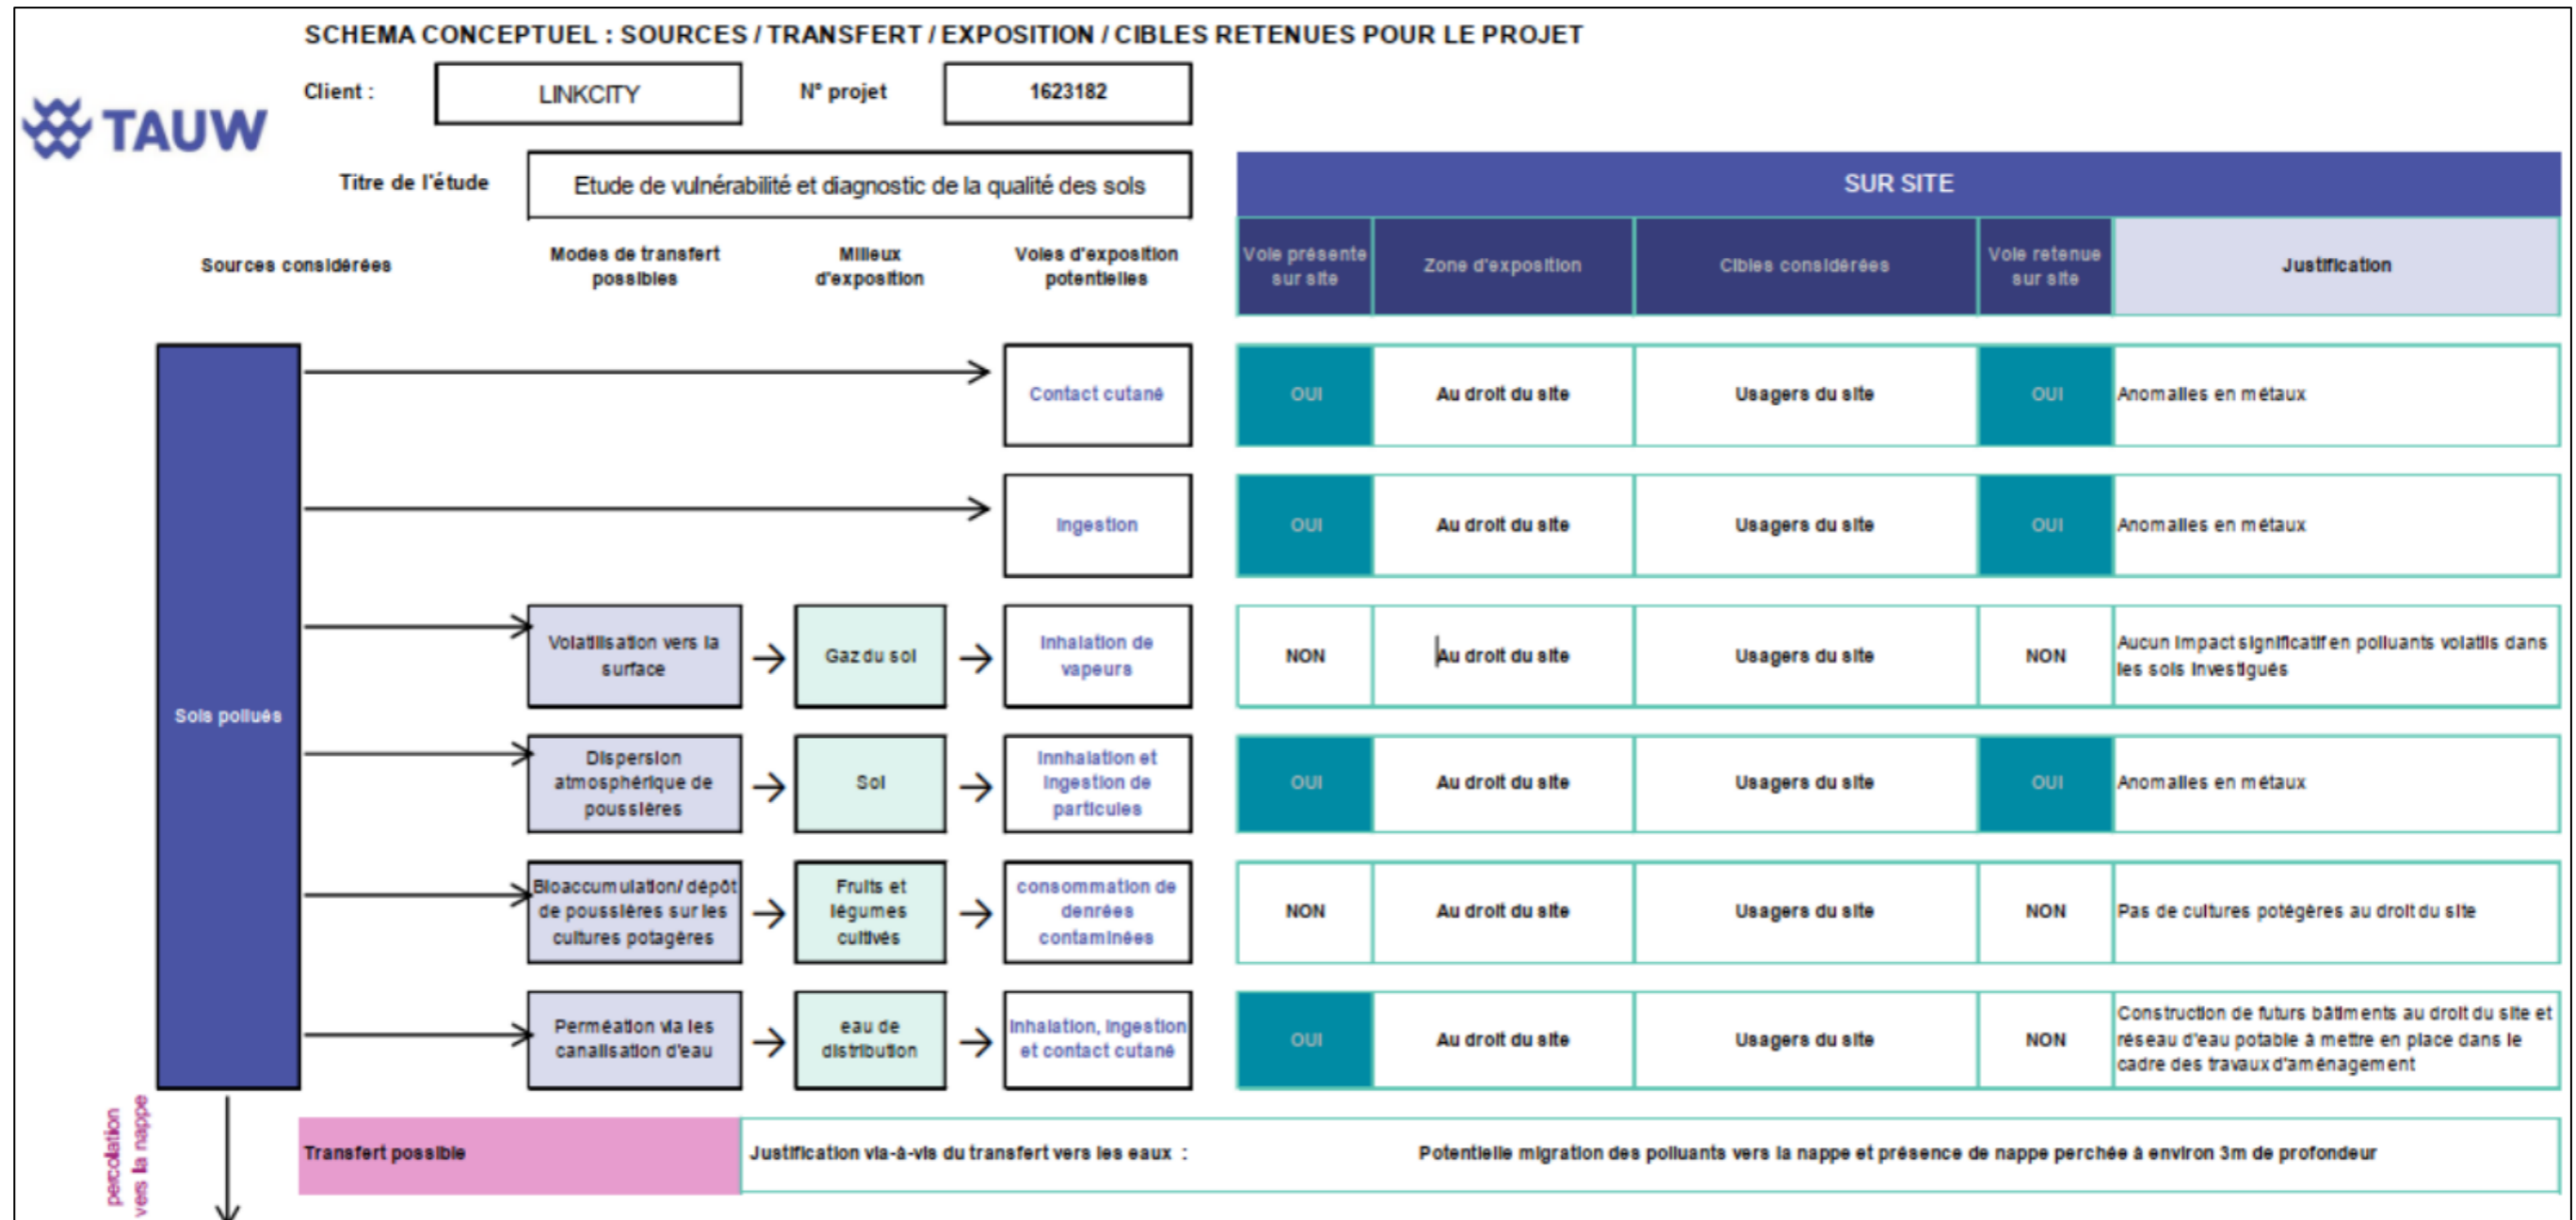 SCHEMA CONCEPTUEL : SOURCES / TRANSFERT / EXPOSITION / CIBLES RETENUES POUR LE PROJET
TAUW
Client :
LINKCITY
N° projet
1623182
Titre de l'étude
Etude de vulnérabilité et diagnostic de la qualité des sols
SUR SITE
Sources considérées
Modes de transfert
possibles
Milieux
d'exposition
Voies d'exposition
potentielles
Voie présente
sur site
Zone d'exposition
Cibles considérées
Voie retenue
sur site
Justification
Sols pollués
Contact cutané
OUI
Au droit du site
Usagers du site
OUI
Anomalies en métaux
Ingestion
OUI
Au droit du site
Usagers du site
OUI
Anomalies en métaux
Volatilisation vers la
surface
Gaz du sol
Inhalation de
vapeurs
NON
Au droit du site
Usagers du site
NON
Aucun impact significatif en polluants volatils dans
les sols investigués
Dispersion
atmosphérique de
poussières
Sol
Innhalation et
ingestion de
particules
OUI
Au droit du site
Usagers du site
OUI
Anomalies en métaux
Bioaccumulation/ dépôt
de poussières sur les
cultures potagères
Fruits et
légumes
cultivés
consommation de
denrées
contaminées
NON
Au droit du site
Usagers du site
NON
Pas de cultures potégères au droit du site
Perméation via les
canalisation d'eau
eau de
distribution
Inhalation, ingestion
et contact cutané
OUI
Au droit du site
Usagers du site
NON
Construction de futurs bâtiments au droit du site et
réseau d'eau potable à mettre en place dans le
cadre des travaux d'aménagement
percolation
vers la nappe
Transfert possible
Justification via-à-vis du transfert vers les eaux :
Potentielle migration des polluants vers la nappe et présence de nappe perchée à environ 3m de profondeur